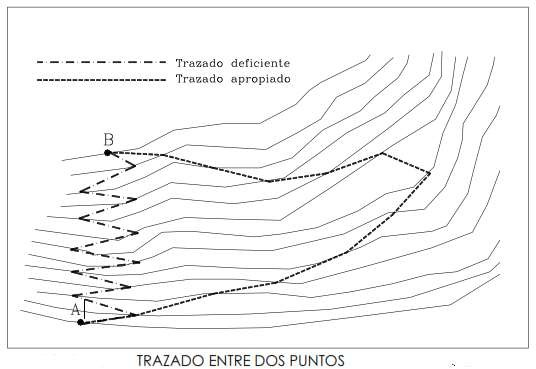 Trazado deficiente
Trazado apropiado
B
A
TRAZADO ENTRE DOS PUNTOS